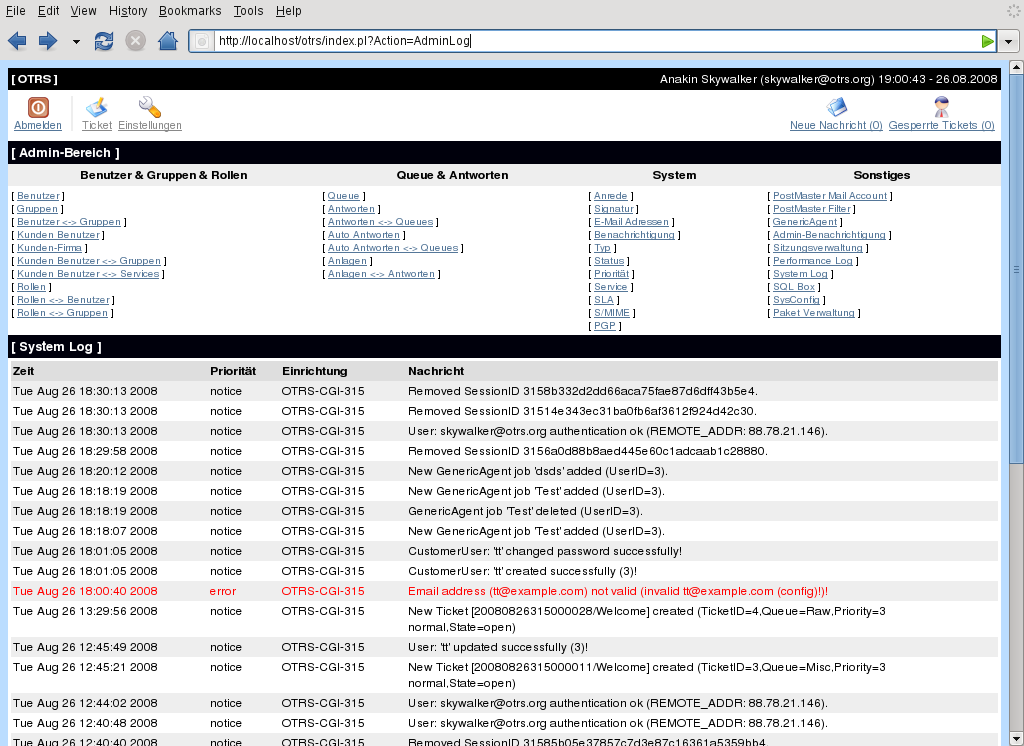 File Edit View History Bookmarks Tools Help
http://localhost/otrs/index.pl?Action=AdminLog
[ OTRS ] Anakin Skywalker (skywalker@otrs.org) 19:00:43 - 26.08.2008
Abmelden Ticket Einstellungen Neue Nachricht (0) Gesperrte Tickets (0)
[ Admin-Bereich ]
Benutzer & Gruppen & Rollen Queue & Antworten System Sonstiges
[ Benutzer ] [ Queue ] [ Anrede ] [ PostMaster Mail Account ]
[ Gruppen ] [ Antworten ] [ Signatur ] [ PostMaster Filter ]
[ Benutzer <-> Gruppen ] [ Antworten <-> Queues ] [ E-Mail Adressen ] [ GenericAgent ]
[ Kunden Benutzer ] [ Auto Antworten ] [ Benachrichtigung ] [ Admin-Benachrichtigung ]
[ Kunden-Firma ] [ Auto Antworten <-> Queues ] [ Typ ] [ Sitzungsverwaltung ]
[ Kunden Benutzer <-> Gruppen ] [ Anlagen ] [ Status ] [ Performance Log ]
[ Kunden Benutzer <-> Services ] [ Anlagen <-> Antworten ] [ Priorität ] [ System Log ]
[ Rollen ] [ Service ] [ SQL Box ]
[ Rollen <-> Benutzer ] [ SLA ] [ SysConfig ]
[ Rollen <-> Gruppen ] [ S/MIME ] [ Paket Verwaltung ]
[ PGP ]
[ System Log ]
Zeit Priorität Einrichtung Nachricht
Tue Aug 26 18:30:13 2008 notice OTRS-CGI-315 Removed SessionID 3158b332d2dd66aca75fae87d6dff43b5e4.
Tue Aug 26 18:30:13 2008 notice OTRS-CGI-315 Removed SessionID 31514e343ec31ba0fb6af3612f924d42c30.
Tue Aug 26 18:30:13 2008 notice OTRS-CGI-315 User: skywalker@otrs.org authentication ok (REMOTE_ADDR: 88.78.21.146).
Tue Aug 26 18:29:58 2008 notice OTRS-CGI-315 Removed SessionID 3156a0d88b8aed445e60c1adcaab1c28880.
Tue Aug 26 18:20:12 2008 notice OTRS-CGI-315 New GenericAgent job 'dsds' added (UserID=3).
Tue Aug 26 18:18:19 2008 notice OTRS-CGI-315 New GenericAgent job 'Test' added (UserID=3).
Tue Aug 26 18:18:19 2008 notice OTRS-CGI-315 GenericAgent job 'Test' deleted (UserID=3).
Tue Aug 26 18:18:07 2008 notice OTRS-CGI-315 New GenericAgent job 'Test' added (UserID=3).
Tue Aug 26 18:01:05 2008 notice OTRS-CGI-315 CustomerUser: 'tt' changed password successfully!
Tue Aug 26 18:01:05 2008 notice OTRS-CGI-315 CustomerUser: 'tt' created successfully (3)!
Tue Aug 26 18:00:40 2008 error OTRS-CGI-315 Email address (tt@example.com) not valid (invalid tt@example.com (config)!)!
Tue Aug 26 13:29:56 2008 notice OTRS-CGI-315 New Ticket [20080826315000028/Welcome] created (TicketID=4,Queue=Raw,Priority=3
normal,State=open)
Tue Aug 26 12:45:49 2008 notice OTRS-CGI-315 User: 'tt' updated successfully (3)!
Tue Aug 26 12:45:21 2008 notice OTRS-CGI-315 New Ticket [20080826315000011/Welcome] created (TicketID=3,Queue=Misc,Priority=3
normal,State=open)
Tue Aug 26 12:44:02 2008 notice OTRS-CGI-315 User: skywalker@otrs.org authentication ok (REMOTE_ADDR: 88.78.21.146).
Tue Aug 26 12:40:48 2008 notice OTRS-CGI-315 User: skywalker@otrs.org authentication ok (REMOTE_ADDR: 88.78.21.146).
Tue Aug 26 12:40:40 2008 notice OTRS-CGI-315 Removed SessionID 31585b05e37857c7d3e87c16361a5359bb4.